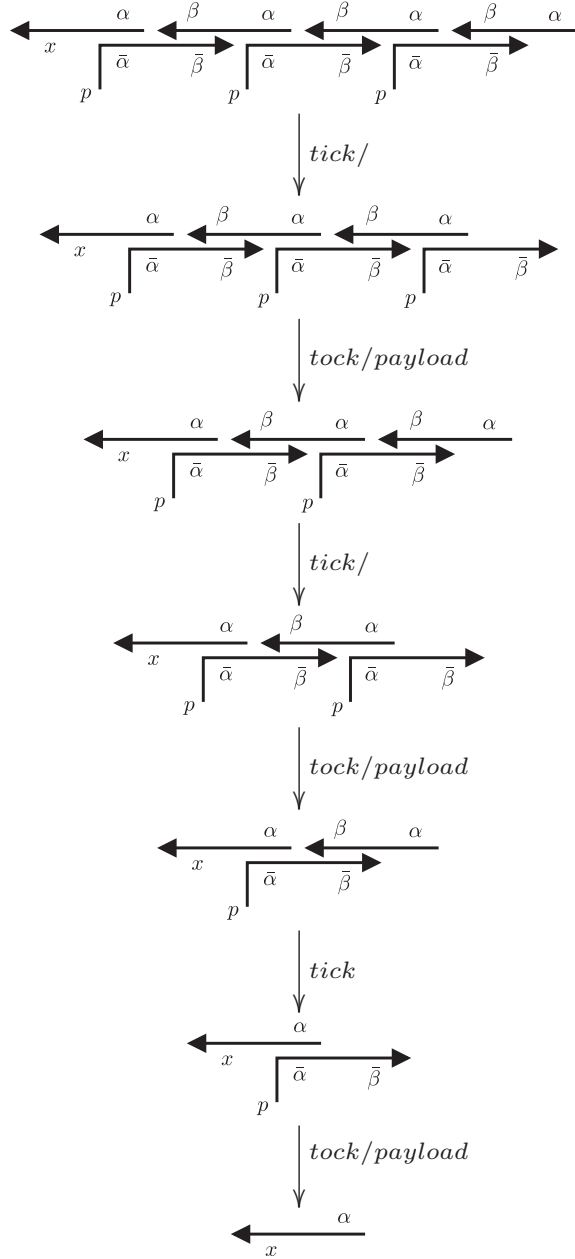 α β α β α β α
x ᾱ β̄ ᾱ β̄ ᾱ β̄
p p p
tick/
α β α β α
x ᾱ β̄ ᾱ β̄ ᾱ β̄
p p p
tock/payload
α β α β α
x ᾱ β̄ ᾱ β̄
p p
tick/
α β α
x ᾱ β̄ ᾱ β̄
p p
tock/payload
α β α
x ᾱ β̄
p
tick
α
x ᾱ β̄
p
tock/payload
α
x